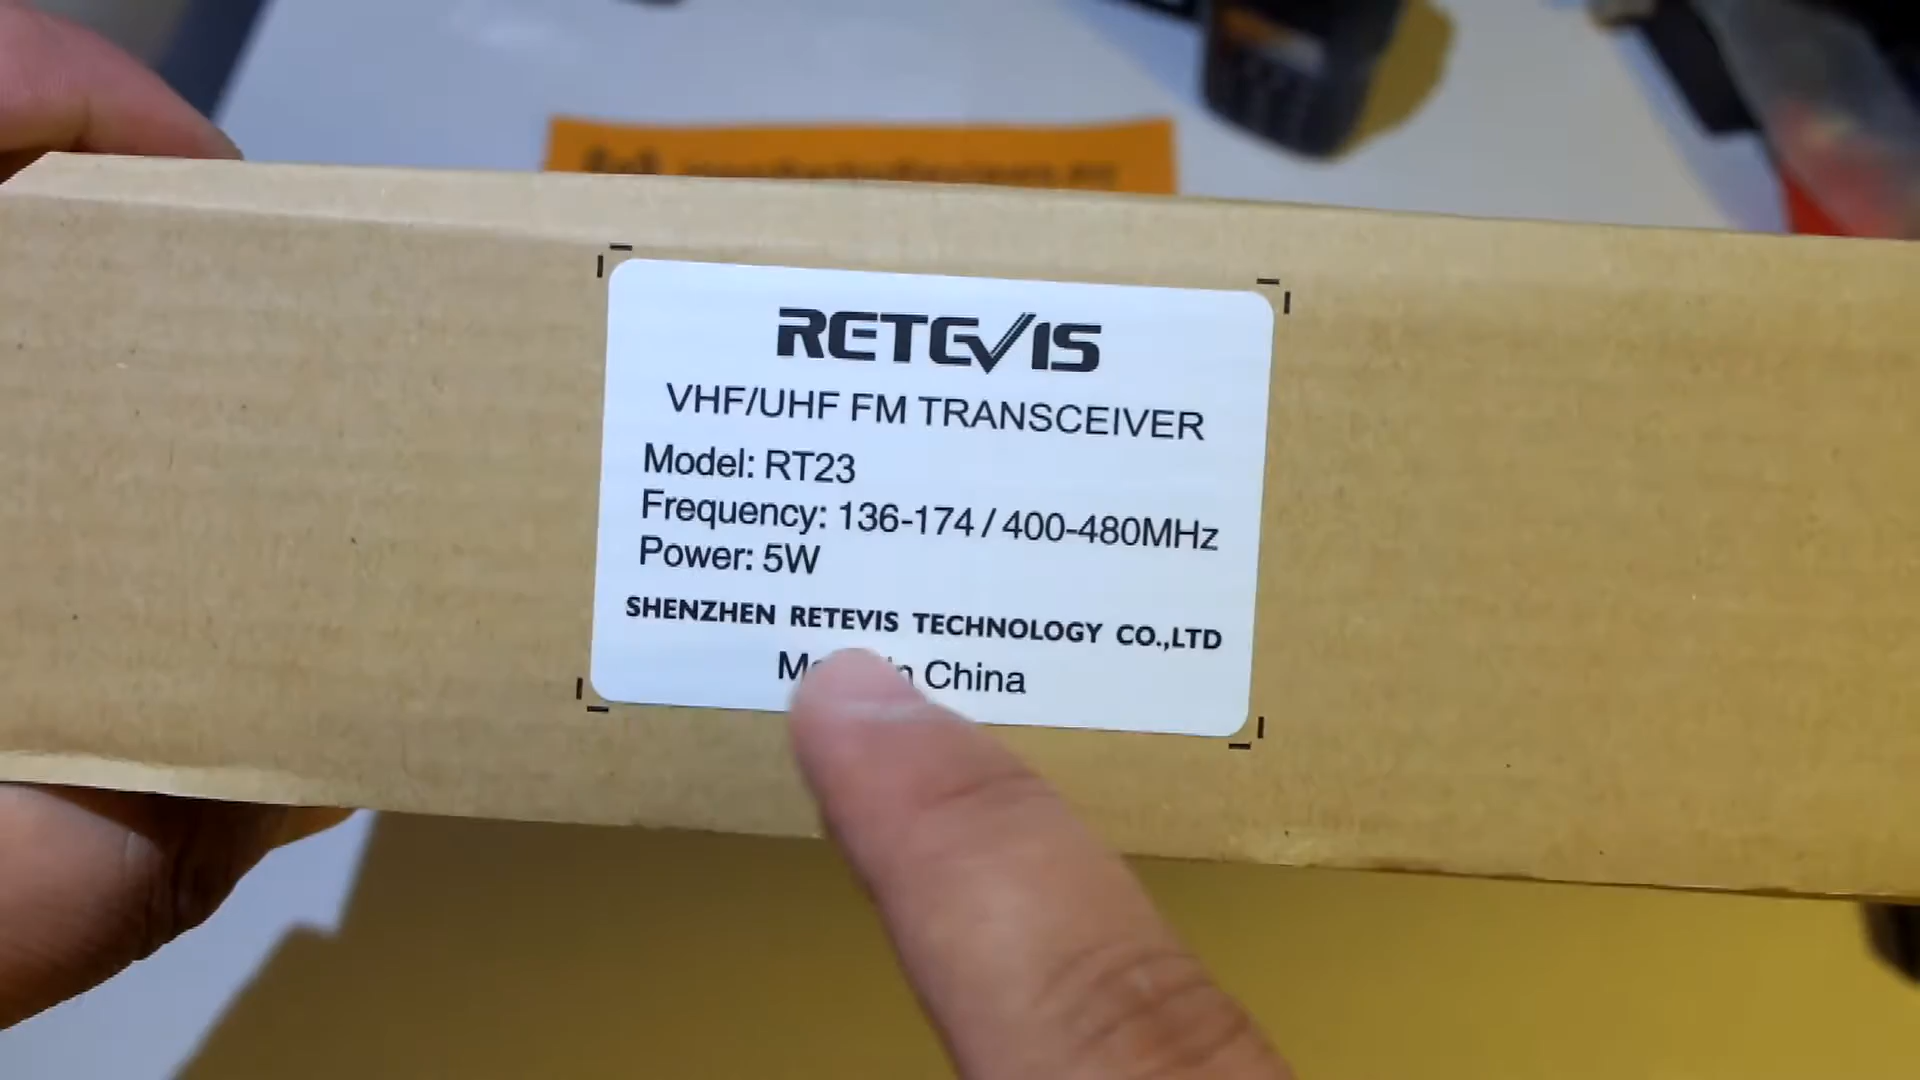 RETEVIS
VHF/UHF FM TRANSCEIVER
Model: RT23
Frequency: 136-174 / 400-480MHz
Power: 5W
SHENZHEN RETEVIS TECHNOLOGY CO.,LTD
China